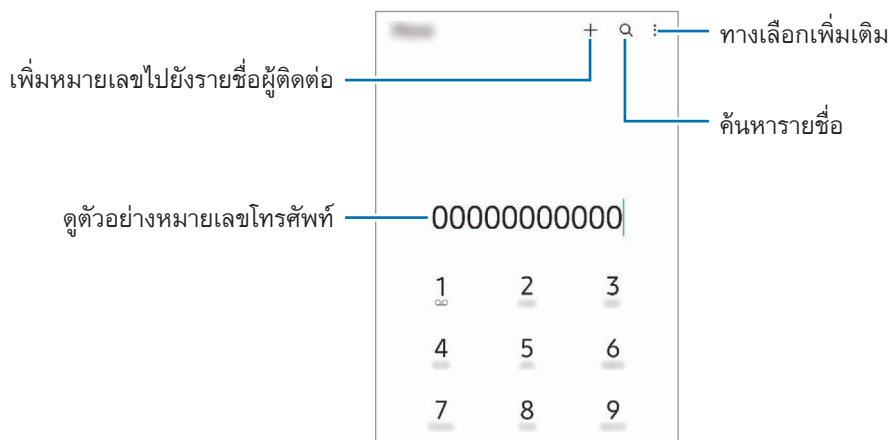 ทางเลือกเพิ่มเติม
เพิ่มหมายเลขไปยังรายชื่อผู้ติดต่อ
ค้นหารายชื่อ
ดูตัวอย่างหมายเลขโทรศัพท์
00000000000
1 2 3
4 5 6
7 8 9